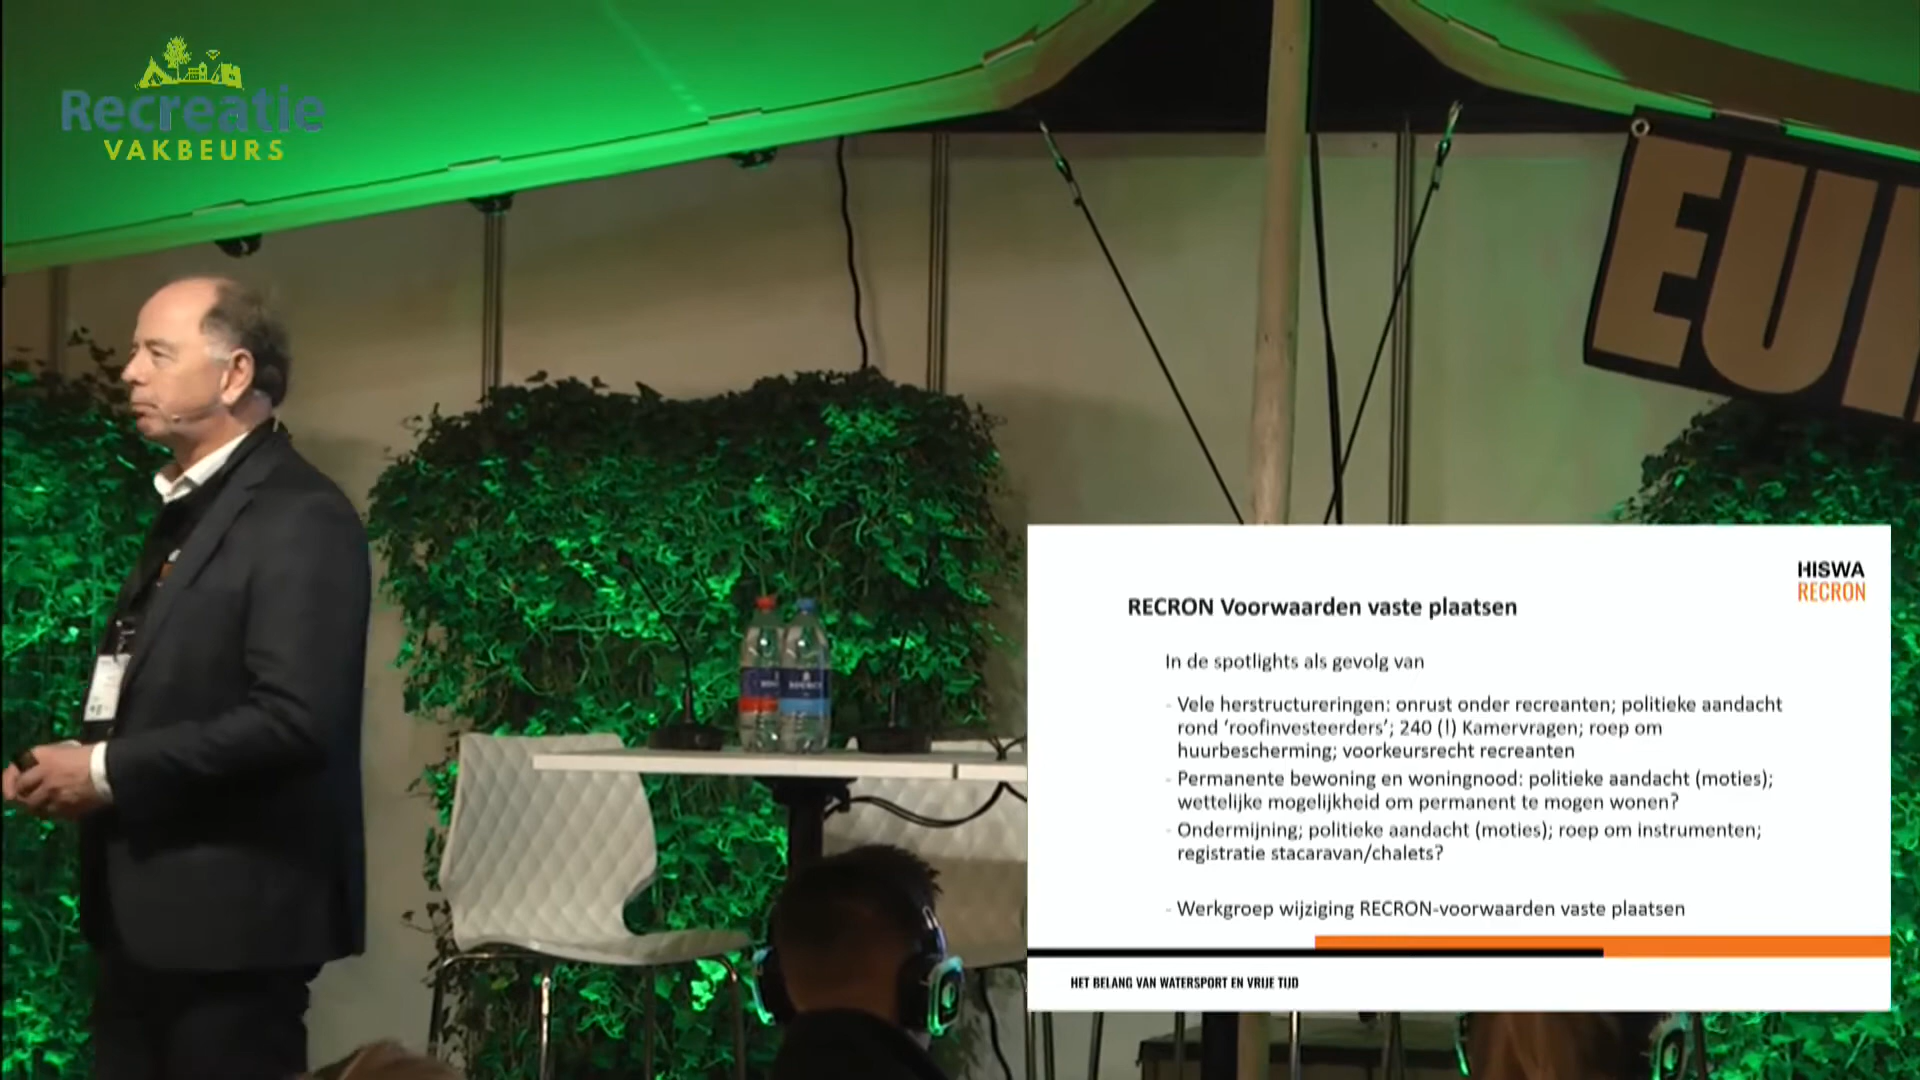 Recreatie
VAKBEURS
HISWA
RECRON
RECRON Voorwaarden vaste plaatsen
In de spotlights als gevolg van
- Vele herstructureringen: onrust onder recreanten; politieke aandacht
rond ‘roofinvesteerders’; 240 (!) Kamervragen; roep om
huurbescherming; voorkeursrecht recreanten
- Permanente bewoning en woningnood: politieke aandacht (moties);
wettelijke mogelijkheid om permanent te mogen wonen?
- Ondermijning; politieke aandacht (moties); roep om instrumenten;
registratie stacaravan/chalets?
- Werkgroep wijziging RECRON-voorwaarden vaste plaatsen
HET BELANG VAN WATERSPORT EN VRIJE TIJD